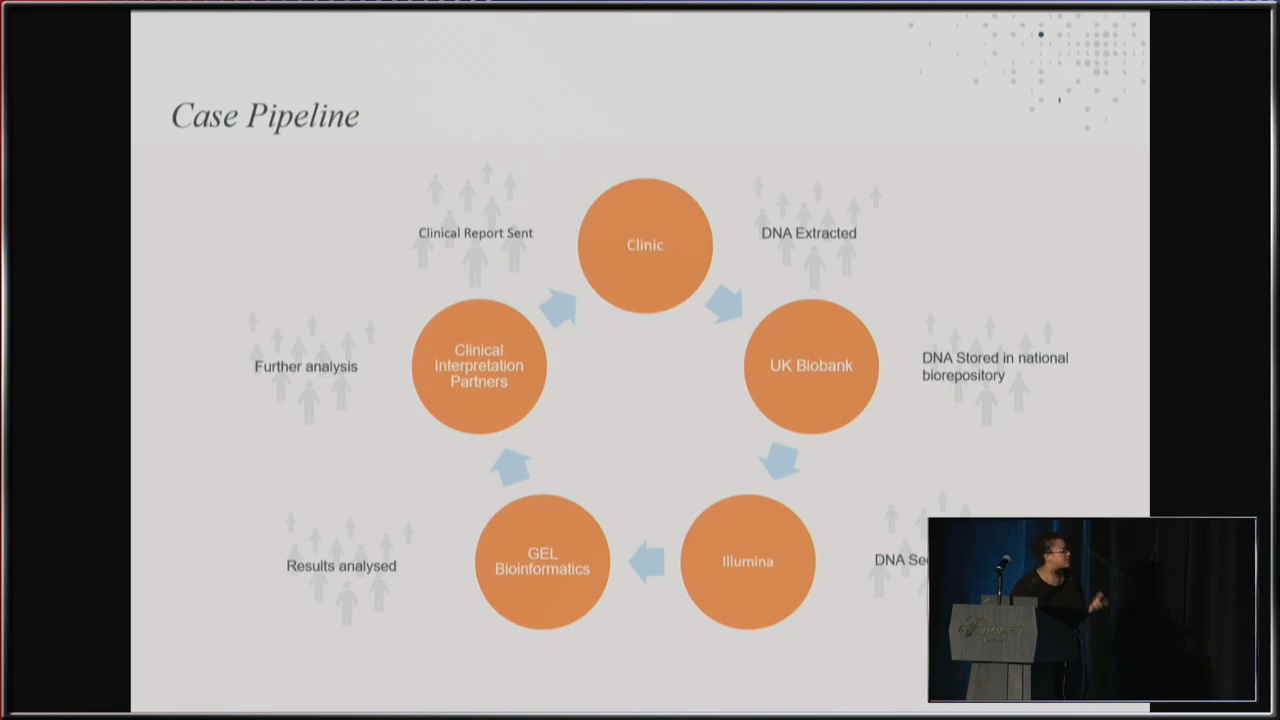 Case Pipeline
Clinical Report Sent
Clinic
DNA Extracted
Clinical
Interpretation
Partners
Further analysis
UK Biobank
DNA Stored in national
biorepository
GEL
Bioinformatics
Results analysed
Illumina
DNA